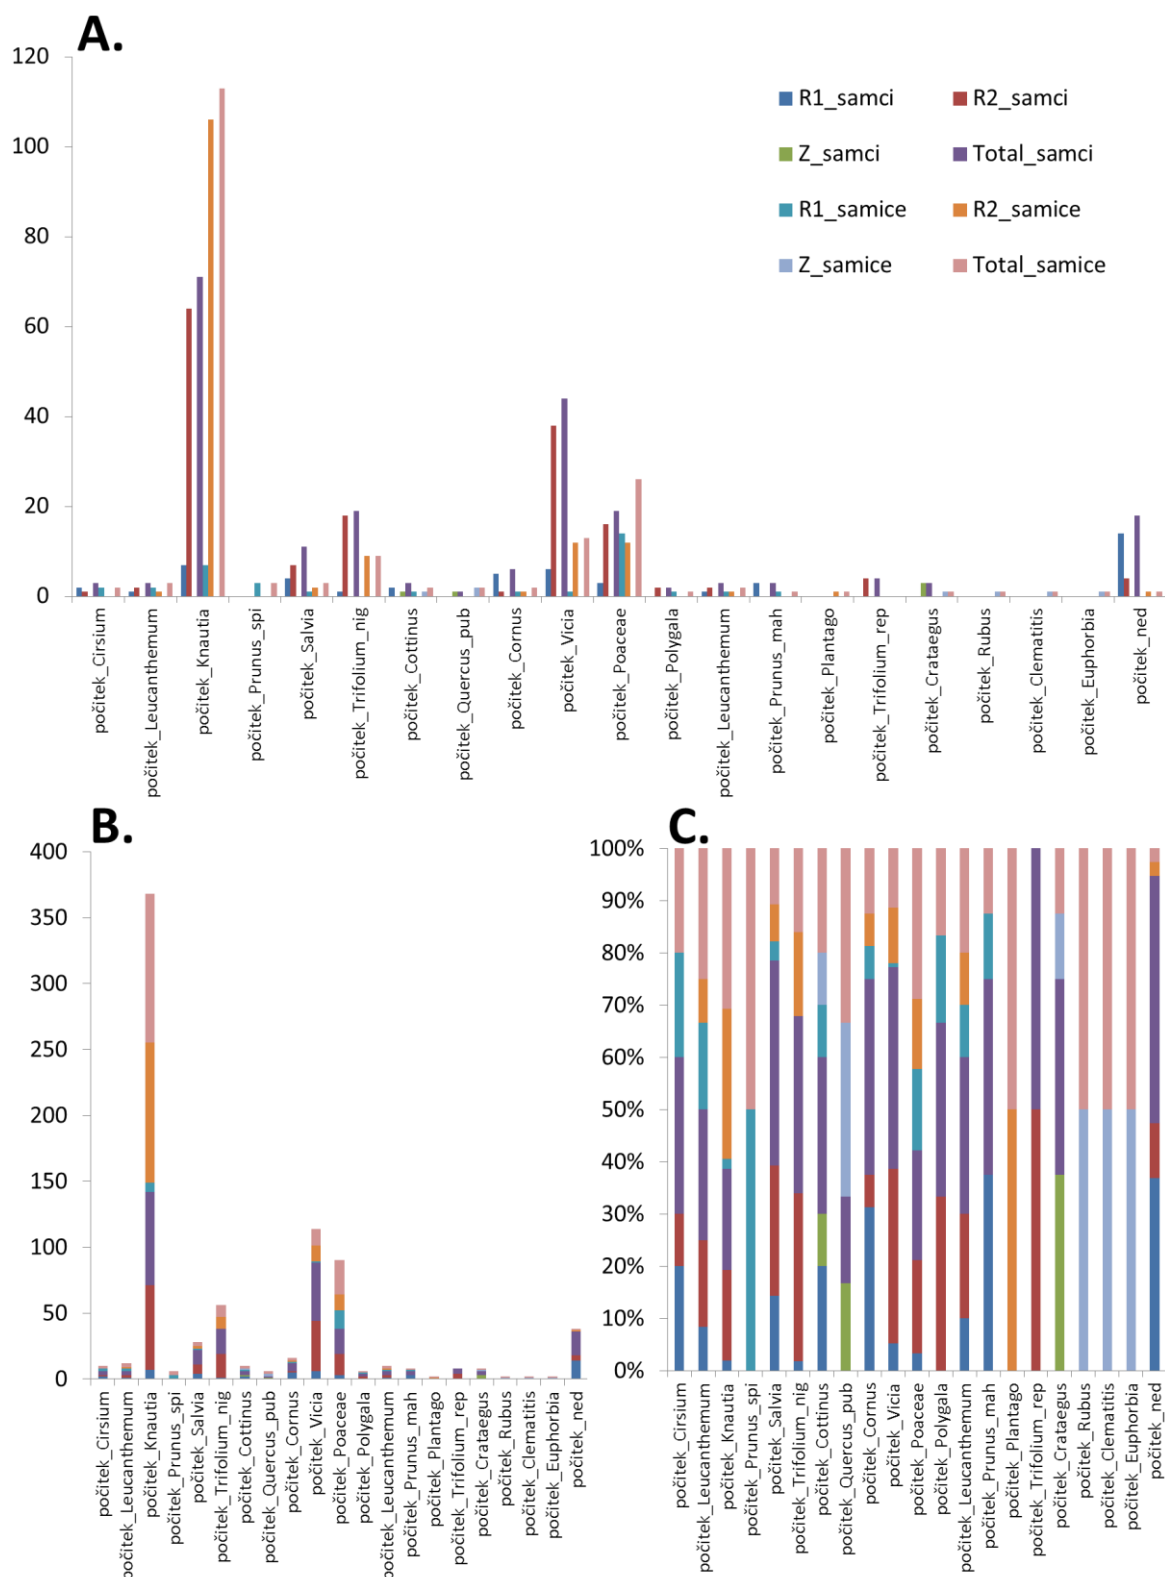 A.
120
100
80
60
40
20
0
R1_samci R2_samci
Z_samci Total_samci
R1_samice R2_samice
Z_samice Total_samice
počitek_Cirsium
počitek_Leucanthemum
počitek_Knautia
počitek_Prunus_spi
počitek_Salvia
počitek_Trifolium_nig
počitek_Cottinus
počitek_Quercus_pub
počitek_Cornus
počitek_Vicia
počitek_Poaceae
počitek_Polygala
počitek_Leucanthemum
počitek_Prunus_mah
počitek_Plantago
počitek_Trifolium_rep
počitek_Crataegus
počitek_Rubus
počitek_Clematitis
počitek_Euphorbia
počitek_ned
B.
400
350
300
250
200
150
100
50
0
počitek_Cirsium
počitek_Leucanthemum
počitek_Knautia
počitek_Prunus_spi
počitek_Salvia
počitek_Trifolium_nig
počitek_Cottinus
počitek_Quercus_pub
počitek_Cornus
počitek_Vicia
počitek_Poaceae
počitek_Polygala
počitek_Leucanthemum
počitek_Prunus_mah
počitek_Plantago
počitek_Trifolium_rep
počitek_Crataegus
počitek_Rubus
počitek_Clematitis
počitek_Euphorbia
počitek_ned
C.
100%
90%
80%
70%
60%
50%
40%
30%
20%
10%
0%
počitek_Cirsium
počitek_Leucanthemum
počitek_Knautia
počitek_Prunus_spi
počitek_Salvia
počitek_Trifolium_nig
počitek_Cottinus
počitek_Quercus_pub
počitek_Cornus
počitek_Vicia
počitek_Poaceae
počitek_Polygala
počitek_Leucanthemum
počitek_Prunus_mah
počitek_Plantago
počitek_Trifolium_rep
počitek_Crataegus
počitek_Rubus
počitek_Clematitis
počitek_Euphorbia
počitek_ned